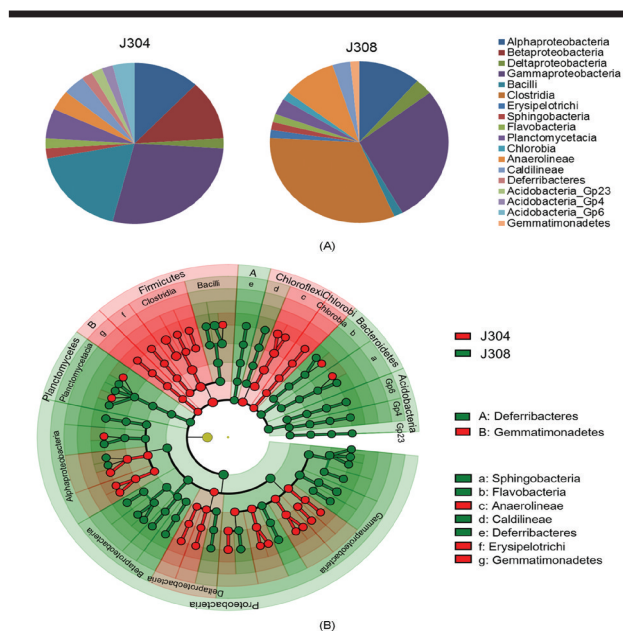 J304
J308
Alphaproteobacteria
Betaproteobacteria
Deltaproteobacteria
Gammaproteobacteria
Bacilli
Clostridia
Erysipelotrichi
Sphingobacteria
Flavobacteria
Planctomycetacia
Chlorobia
Anaerolineae
Caldilineae
Deferribacteres
Acidobacteria_Gp23
Acidobacteria_Gp4
Acidobacteria_Gp6
Gemmatimonadetes
(A)
Planctomycetes
Planctomycetacia
B
g
f
Firmicutes
Clostridia
Bacilli
A
e
d
Chloroflexi
c
Chlorobi
Chlorobia
Bacteroidetes
b
a
Acidobacteria
Gp6
Gp4
Gp23
Alphaproteobacteria
Betaproteobacteria
Deltaproteobacteria
Gammaproteobacteria
Proteobacteria
J304
J308
A: Deferribacteres
B: Gemmatimonadetes
a: Sphingobacteria
b: Flavobacteria
c: Anaerolineae
d: Caldilineae
e: Deferribacteres
f: Erysipelotrichi
g: Gemmatimonadetes
(B)